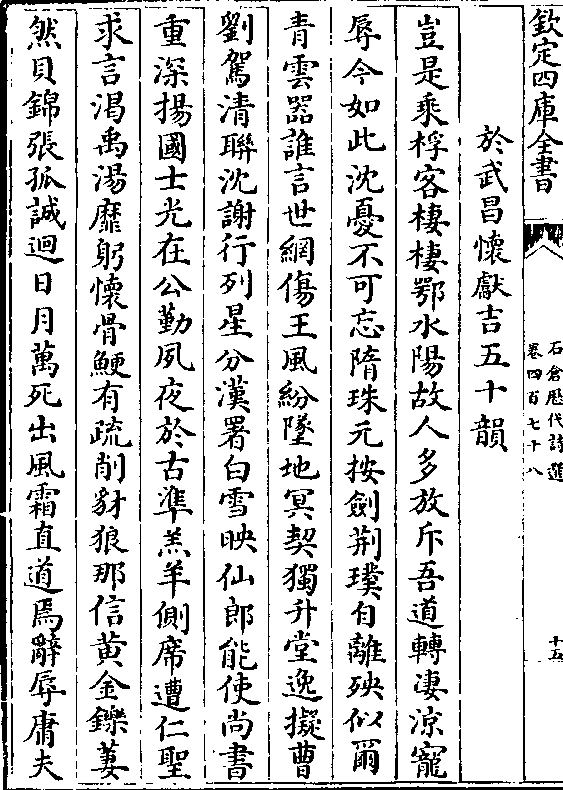 欽定四庫全書
石倉歷代詩選
卷四百七十八
十五
於武昌懷獻吉五十韻
豈是乘桴客棲棲鄂水陽故人多放斥吾道轉凄涼寵
辱今如此沈憂不可忘隋珠元按劍荆璞自離殃似爾
青雲器誰言世網傷王風紛墜地冥契獨升堂逸擬曹
劉駕清聯沈謝行列星分漢署白雪映仙郎能使尚書
重深揚國士光在公勤夙夜於古準羔羊側席遭仁聖
求言渴禹湯靡躬懷骨鯁有疏削豺狼那信黄金鑠萋
然貝錦張孤誠迴日月萬死出風霜直道焉辭辱庸夫